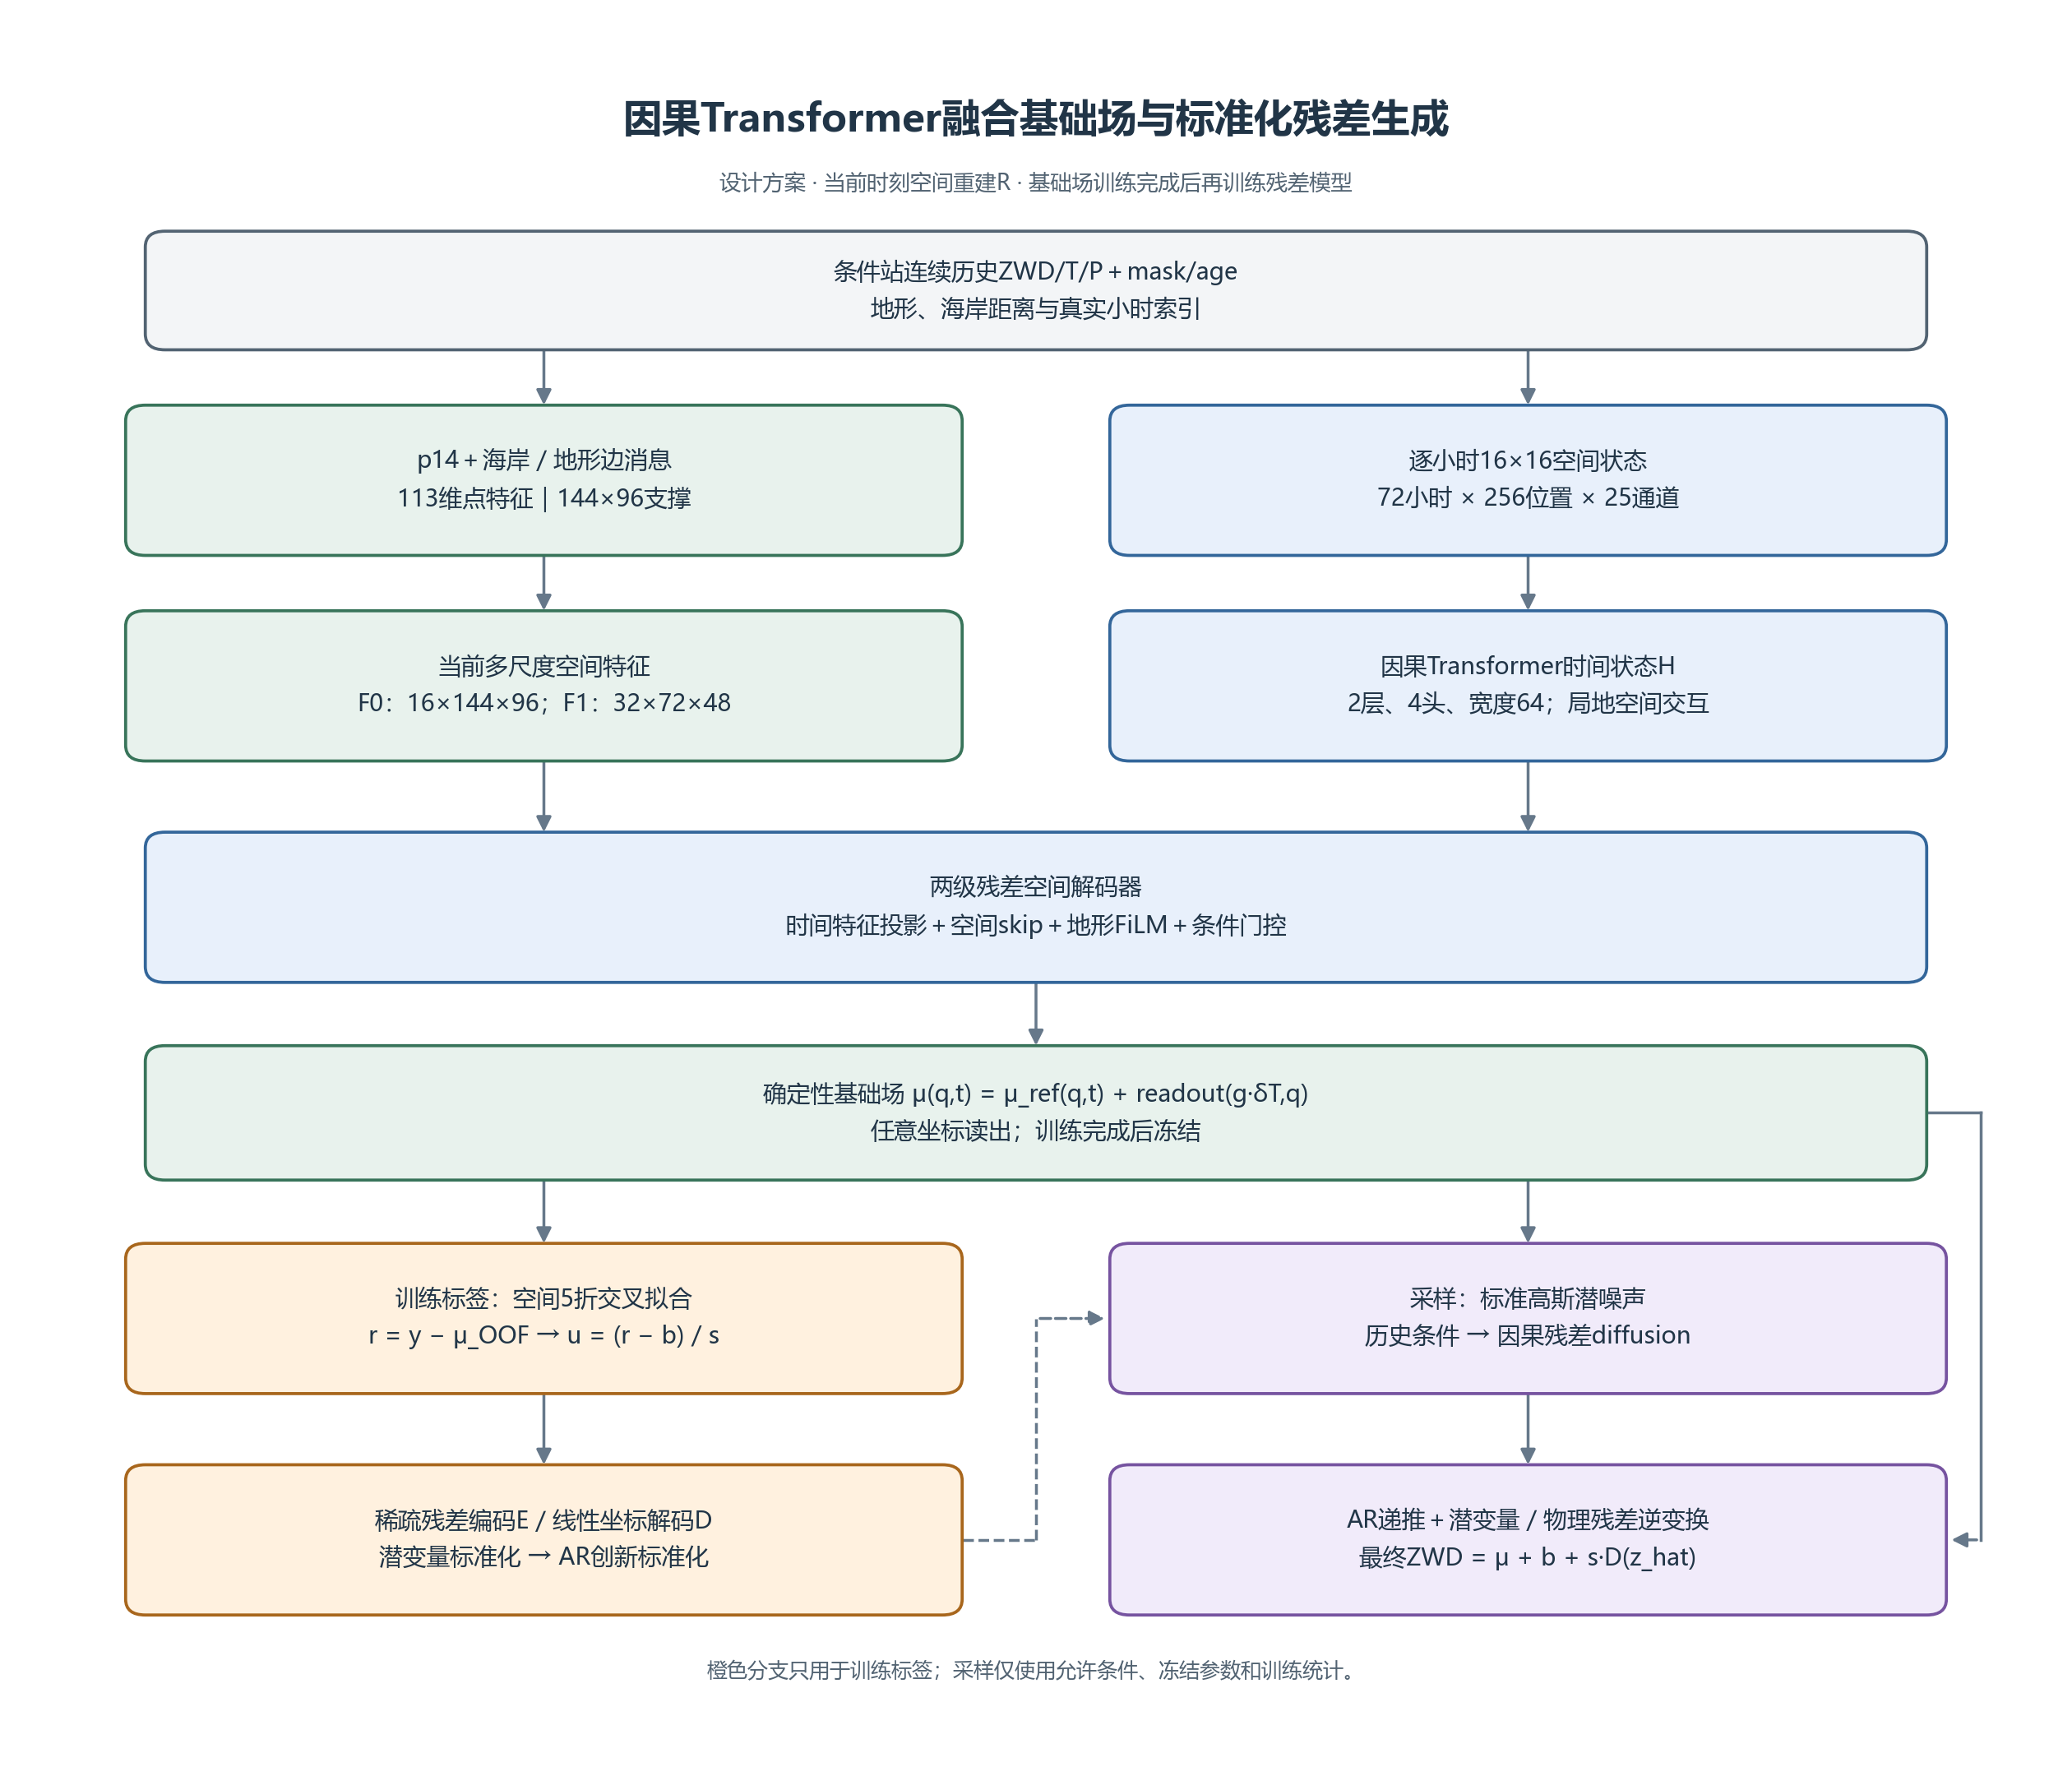 因果Transformer融合基础场与标准化残差生成
设计方案 · 当前时刻空间重建R · 基础场训练完成后再训练残差模型
条件站连续历史ZWD/T/P + mask/age
地形、海岸距离与真实小时索引
p14 + 海岸 / 地形边消息
113维点特征 | 144×96支撑
逐小时16×16空间状态
72小时 × 256位置 × 25通道
当前多尺度空间特征
F0：16×144×96；F1：32×72×48
因果Transformer时间状态H
2层、4头、宽度64；局地空间交互
两级残差空间解码器
时间特征投影 + 空间skip + 地形FiLM + 条件门控
确定性基础场 μ(q,t) = μ_ref(q,t) + readout(g·δT,q)
任意坐标读出；训练完成后冻结
训练标签：空间5折交叉拟合
r = y − μ_OOF → u = (r − b) / s
采样：标准高斯潜噪声
历史条件 → 因果残差diffusion
稀疏残差编码E / 线性坐标解码D
潜变量标准化 → AR创新标准化
AR递推 + 潜变量 / 物理残差逆变换
最终ZWD = μ + b + s·D(z_hat)
橙色分支只用于训练标签；采样仅使用允许条件、冻结参数和训练统计。